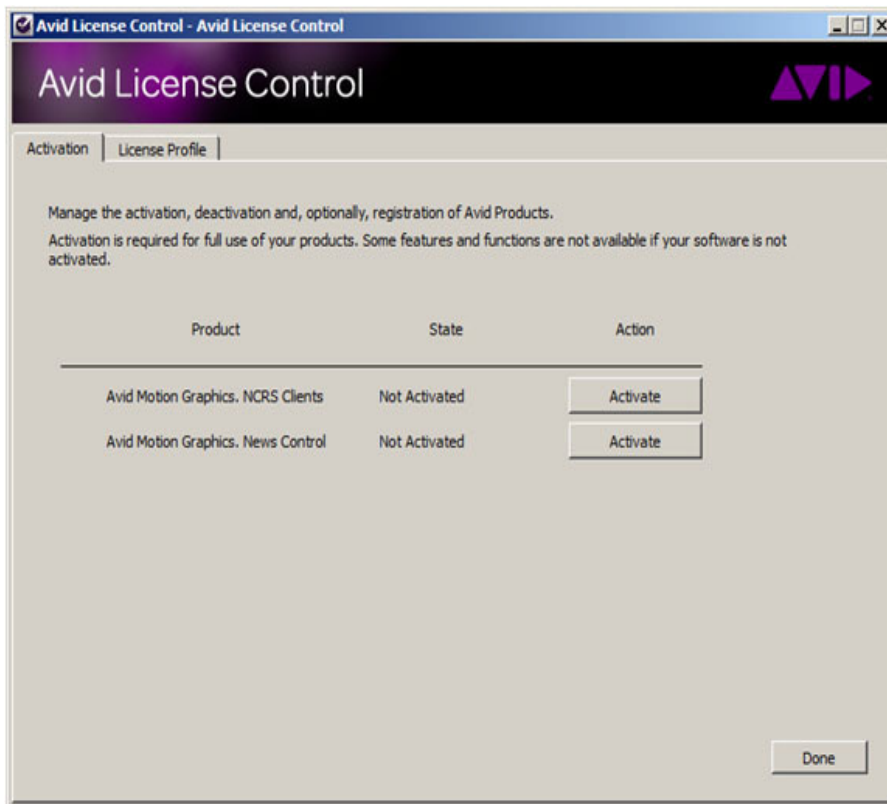 Avid License Control - Avid License Control
Avid License Control
AVID
Activation
License Profile
Manage the activation, deactivation and, optionally, registration of Avid Products.
Activation is required for full use of your products. Some features and functions are not available if your software is not
activated.
Product State Action
Avid Motion Graphics. NCRS Clients Not Activated Activate
Avid Motion Graphics. News Control Not Activated Activate
Done